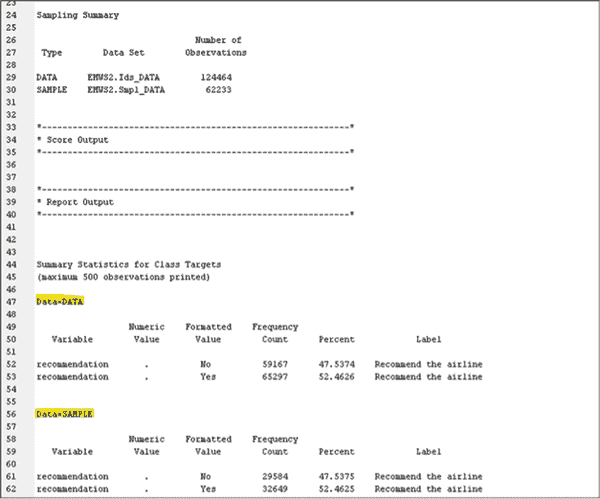 23
24 Sampling Summary
25
26 Number of
27 Type Data Set Observations
28
29 DATA EMWS2.Ids_DATA 124464
30 SAMPLE EMWS2.Smpl_DATA 62233
31
32
33 *------------------------------------------------------------*
34 * Score Output
35 *------------------------------------------------------------*
36
37
38 *------------------------------------------------------------*
39 * Report Output
40 *------------------------------------------------------------*
41
42
43
44 Summary Statistics for Class Targets
45 (maximum 500 observations printed)
46
47 Data=DATA
48
49 Numeric Formatted Frequency
50 Variable Value Value Count Percent Label
51
52 recommendation . No 59167 47.5374 Recommend the airline
53 recommendation . Yes 65297 52.4626 Recommend the airline
54
55
56 Data=SAMPLE
57
58 Numeric Formatted Frequency
59 Variable Value Value Count Percent Label
60
61 recommendation . No 29584 47.5375 Recommend the airline
62 recommendation . Yes 32649 52.4625 Recommend the airline